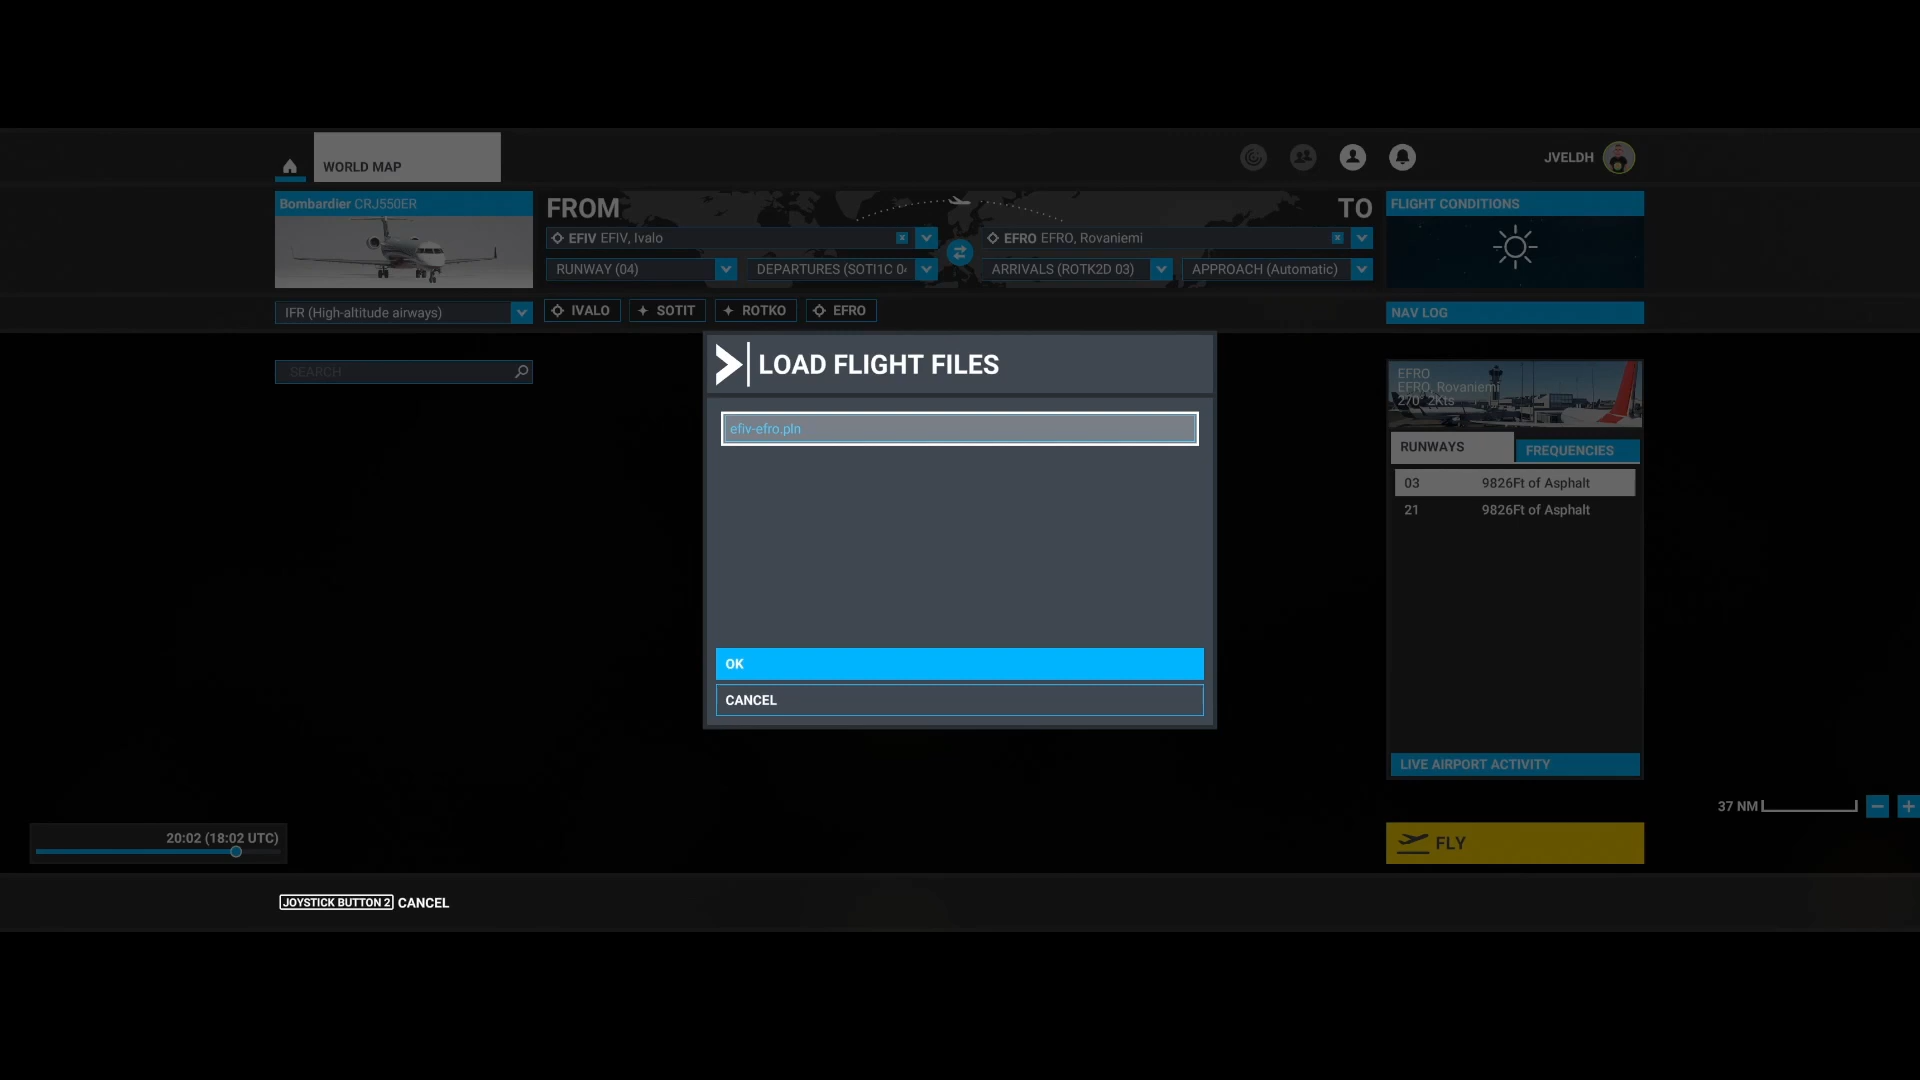 WORLD MAP
JVELDH
Bombardier CRJ550ER
FROM
TO
FLIGHT CONDITIONS
EFIV EFIV, Ivalo
EFRO EFRO, Rovaniemi
RUNWAY (04)
DEPARTURES (SOTI1C 0
ARRIVALS (ROTK2D 03)
APPROACH (Automatic)
IFR (High-altitude airways)
IVALO
SOTIT
ROTKO
EFRO
NAV LOG
LOAD FLIGHT FILES
SEARCH
efiv-efro.pln
EFRO
EFRO, Rovaniemi
270° 2Kts
RUNWAYS
FREQUENCIES
03 9826Ft of Asphalt
21 9826Ft of Asphalt
OK
CANCEL
LIVE AIRPORT ACTIVITY
37 NM
20:02 (18:02 UTC)
FLY
JOYSTICK BUTTON 2 CANCEL